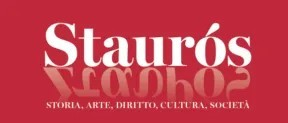 Staurós
STORIA, ARTE, DIRITTO, CULTURA, SOCIETÀ